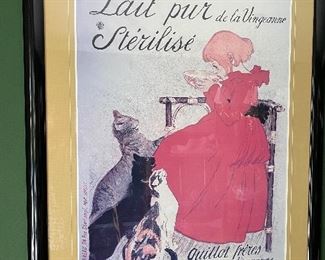 Lait pur de la Vingeanne
Stérilisé
Quillot frères